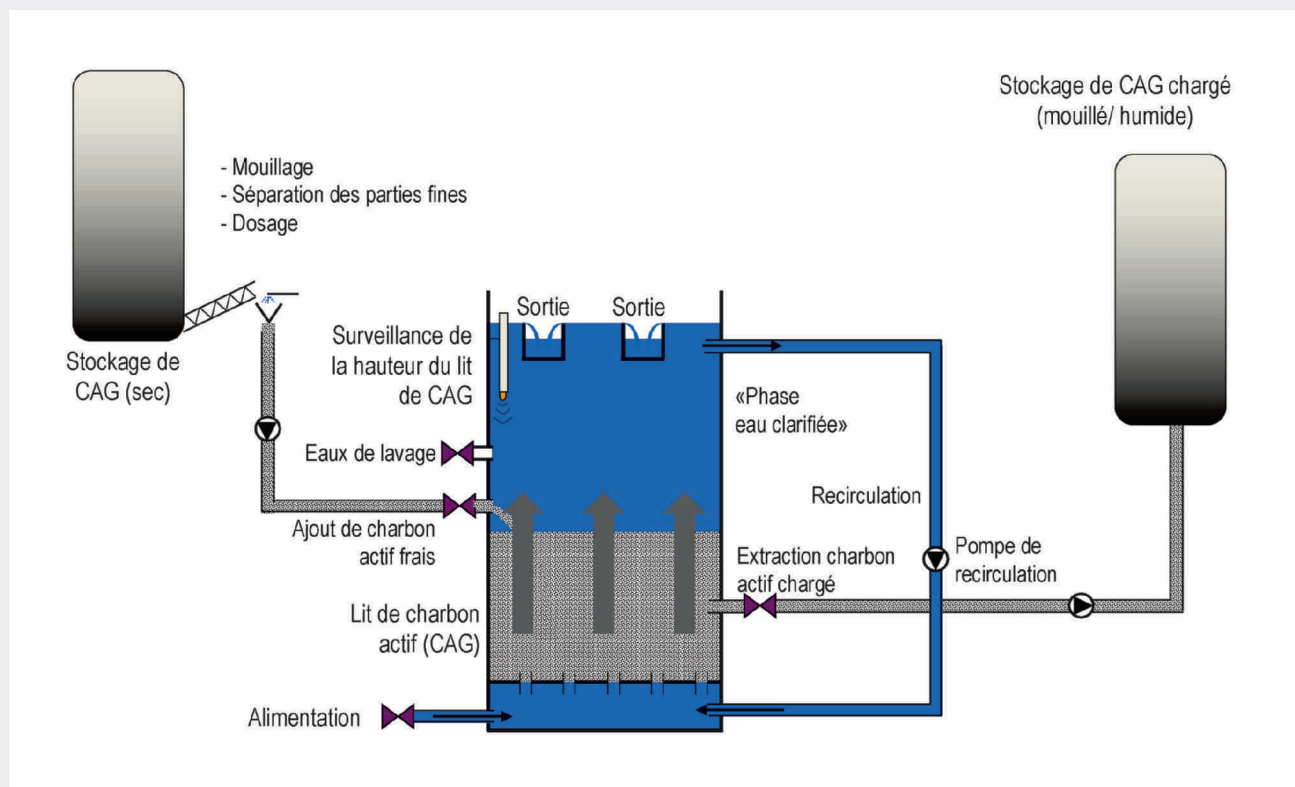 Stockage de CAG chargé
(mouillé/ humide)
- Mouillage
- Séparation des parties fines
- Dosage
Stockage de
CAG (sec)
Surveillance de
la hauteur du lit
de CAG
Sortie
Sortie
«Phase
eau clarifiée»
Eaux de lavage
Recirculation
Ajout de charbon
actif frais
Extraction charbon
actif chargé
Pompe de
recirculation
Lit de charbon
actif (CAG)
Alimentation